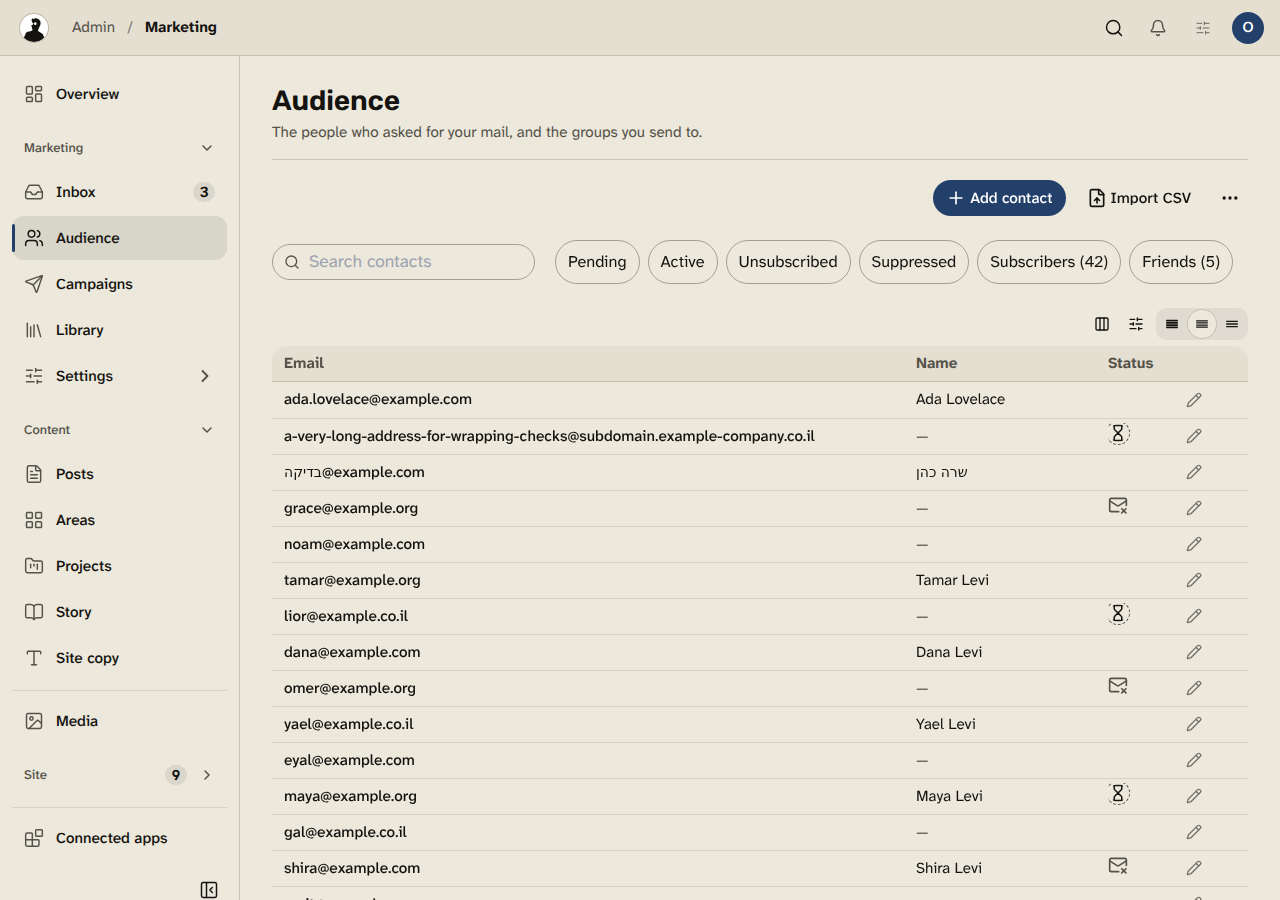 Admin / Marketing
O
Overview
Marketing
Inbox 3
Audience
Campaigns
Library
Settings
Content
Posts
Areas
Projects
Story
Site copy
Media
Site 9
Connected apps
Audience
The people who asked for your mail, and the groups you send to.
Add contact Import CSV
Search contacts Pending Active Unsubscribed Suppressed Subscribers (42) Friends (5)
Email Name Status
ada.lovelace@example.com Ada Lovelace
a-very-long-address-for-wrapping-checks@subdomain.example-company.co.il —
בדיקה@example.com שרה כהן
grace@example.org —
noam@example.com —
tamar@example.org Tamar Levi
lior@example.co.il —
dana@example.com Dana Levi
omer@example.org —
yael@example.co.il Yael Levi
eyal@example.com —
maya@example.org Maya Levi
gal@example.co.il —
shira@example.com Shira Levi